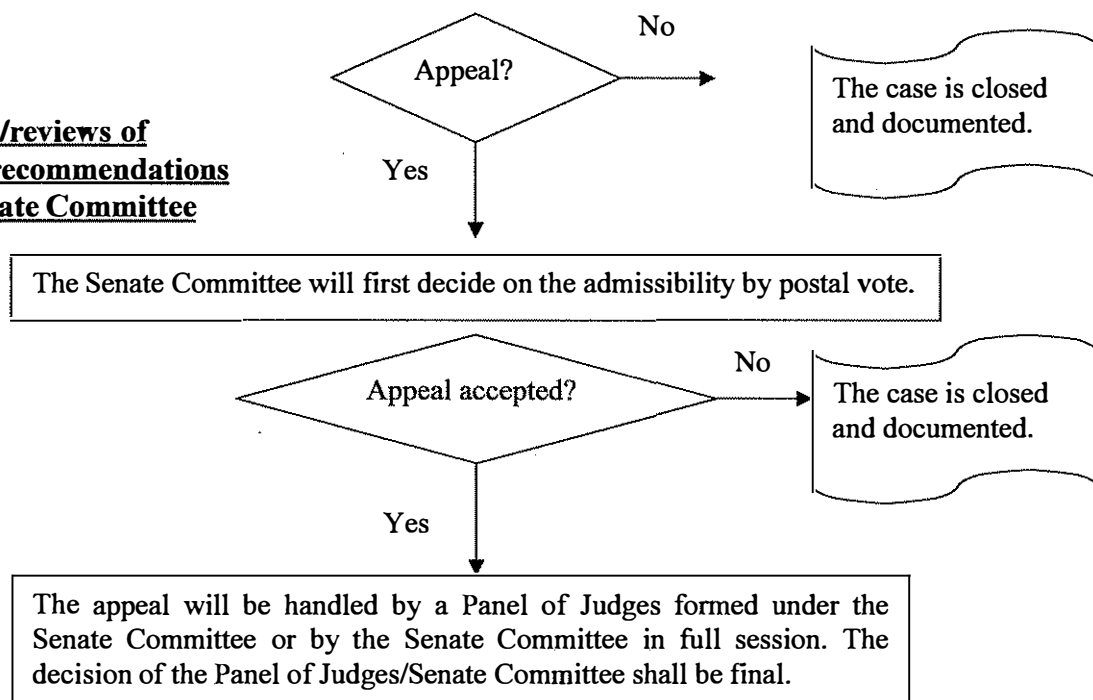 No
Appeal?
The case is closed
and documented.
/reviews of
recommendations
ate Committee
Yes
The Senate Committee will first decide on the admissibility by postal vote.
No
Appeal accepted?
The case is closed
and documented.
Yes
The appeal will be handled by a Panel of Judges formed under the
Senate Committee or by the Senate Committee in full session. The
decision of the Panel of Judges/Senate Committee shall be final.